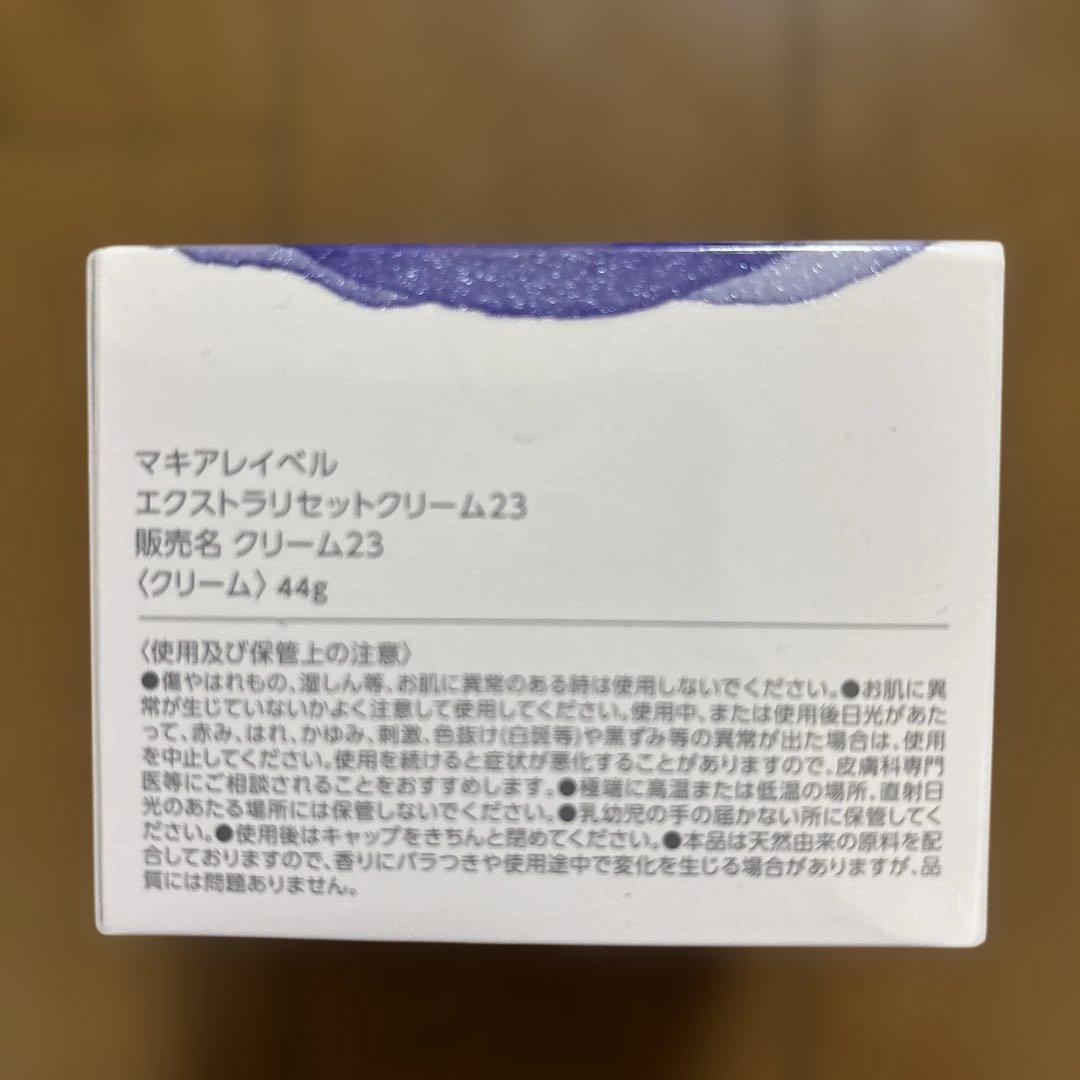 マキアレイベル
エクストラリセットクリーム23
販売名 クリーム23
〈クリーム〉 44g
〈使用及び保管上の注意〉
●傷やはれもの、湿しん等、お肌に異常のある時は使用しないでください。●お肌に異
常が生じていないかよく注意して使用してください。使用中、または使用後日光があた
って、赤み、はれ、かゆみ、刺激、色抜け(白斑等)や黒ずみ等の異常が出た場合は、使用
を中止してください。使用を続けると症状が悪化することがありますので、皮膚科専門
医等にご相談されることをおすすめします。●極端に高温または低温の場所、直射日
光のあたる場所には保管しないでください。●乳幼児の手の届かない所に保管してく
ださい。●使用後はキャップをきちんと閉めてください。●本品は天然由来の原料を配
合しておりますので、香りにバラつきや使用途中で変化を生じる場合がありますが、品
質には問題ありません。